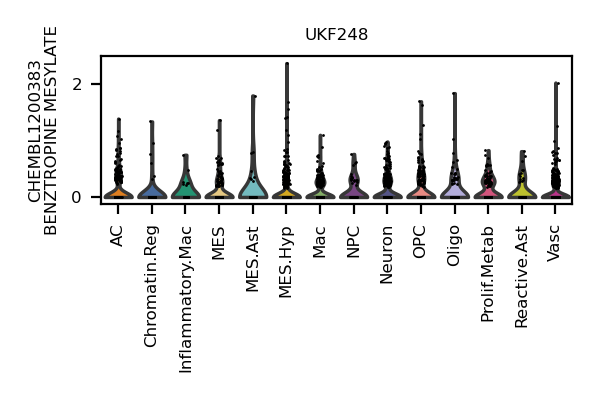 UKF248
CHEMBL1200383
BENZTROPINE MESYLATE
2
0
AC
Chromatin.Reg
Inflammatory.Mac
MES
MES.Ast
MES.Hyp
Mac
NPC
Neuron
OPC
Oligo
Prolif.Metab
Reactive.Ast
Vasc